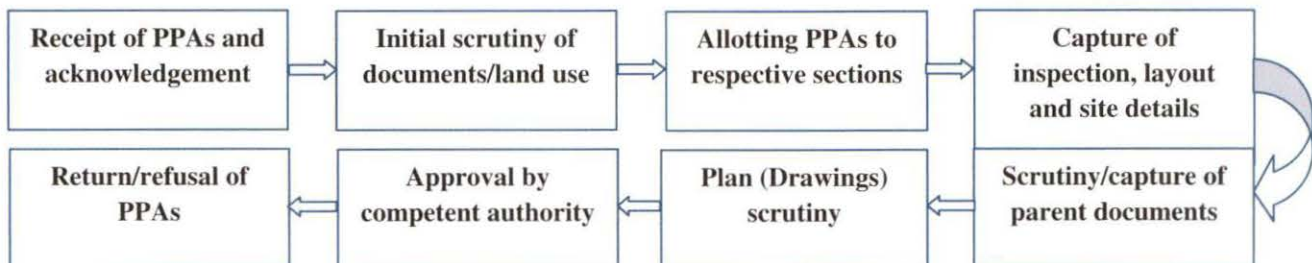 Receipt of PPAs and
acknowledgement
Initial scrutiny of
documents/land use
Allotting PPAs to
respective sections
Capture of
inspection, layout
and site details
Scrutiny/capture of
parent documents
Plan (Drawings)
scrutiny
Approval by
competent authority
Return/refusal of
PPAs